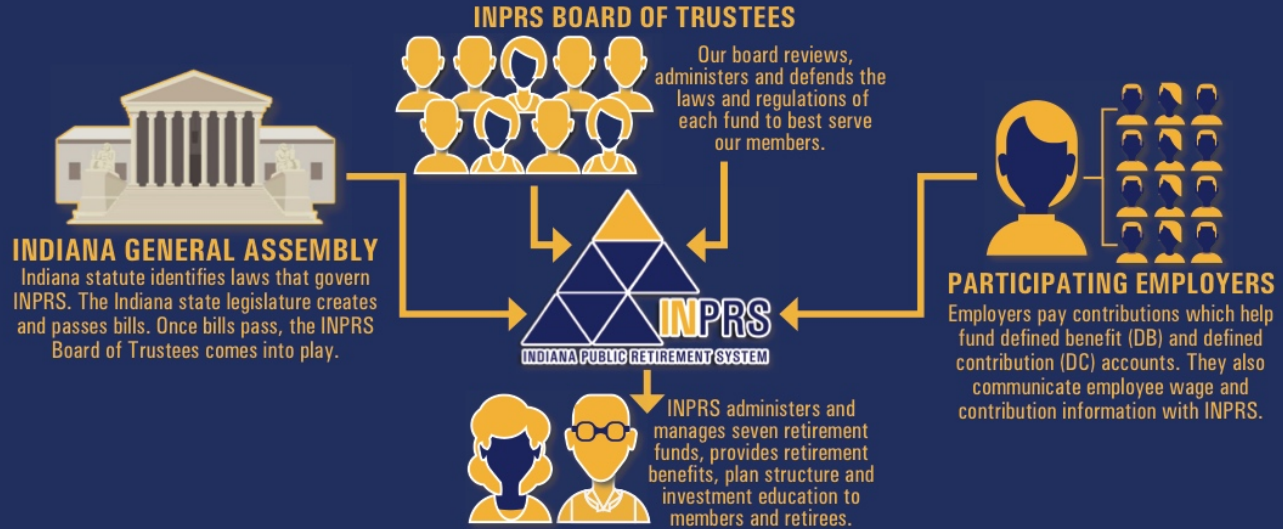 INPRS BOARD OF TRUSTEES
Our board reviews,
administers and defends the
laws and regulations of
each fund to best serve
our members.
INDIANA GENERAL ASSEMBLY
Indiana statute identifies laws that govern
INPRS. The Indiana state legislature creates
and passes bills. Once bills pass, the INPRS
Board of Trustees comes into play.
INPRS
INDIANA PUBLIC RETIREMENT SYSTEM
PARTICIPATING EMPLOYERS
Employers pay contributions which help
fund defined benefit (DB) and defined
contribution (DC) accounts. They also
communicate employee wage and
contribution information with INPRS.
INPRS administers and
manages seven retirement
funds, provides retirement
benefits, plan structure and
investment education to
members and retirees.